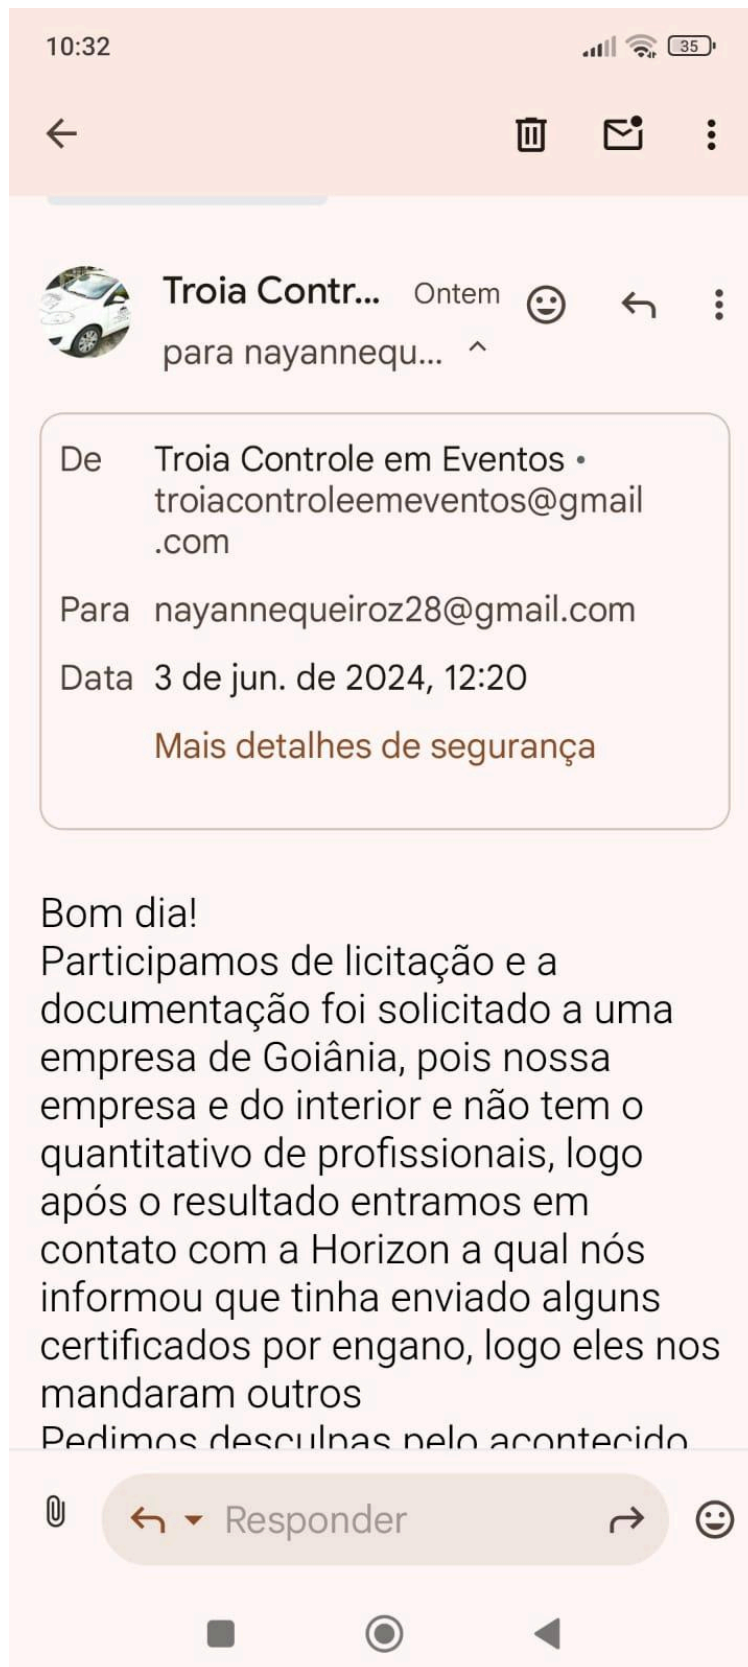 10:32
35
Troia Contr... Ontem
para nayannequ...
De Troia Controle em Eventos •
troiacontroleemeventos@gmail
.com
Para nayannequeiroz28@gmail.com
Data 3 de jun. de 2024, 12:20
Mais detalhes de segurança
Bom dia!
Participamos de licitação e a
documentação foi solicitado a uma
empresa de Goiânia, pois nossa
empresa e do interior e não tem o
quantitativo de profissionais, logo
após o resultado entramos em
contato com a Horizon a qual nós
informou que tinha enviado alguns
certificados por engano, logo eles nos
mandaram outros
Pedimos desculpas pelo acontecido
Responder